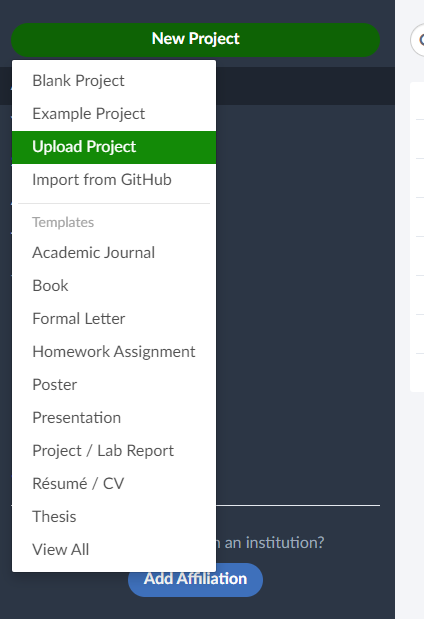 New Project
Blank Project
Example Project
Upload Project
Import from GitHub
Templates
Academic Journal
Book
Formal Letter
Homework Assignment
Poster
Presentation
Project / Lab Report
Résumé / CV
Thesis
an institution?
View All
Add Affiliation